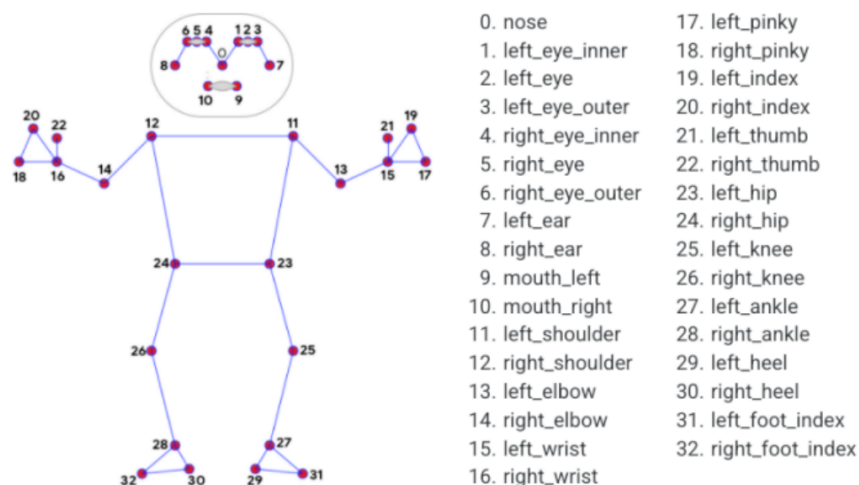 6 5 4 1 2 3
0
8 7
10 9
20 22 12 11 21 19
18 16 14 13 15 17
24 23
26 25
28 27
32 30 29 31
0. nose
1. left_eye_inner
2. left_eye
3. left_eye_outer
4. right_eye_inner
5. right_eye
6. right_eye_outer
7. left_ear
8. right_ear
9. mouth_left
10. mouth_right
11. left_shoulder
12. right_shoulder
13. left_elbow
14. right_elbow
15. left_wrist
16. right_wrist
17. left_pinky
18. right_pinky
19. left_index
20. right_index
21. left_thumb
22. right_thumb
23. left_hip
24. right_hip
25. left_knee
26. right_knee
27. left_ankle
28. right_ankle
29. left_heel
30. right_heel
31. left_foot_index
32. right_foot_index